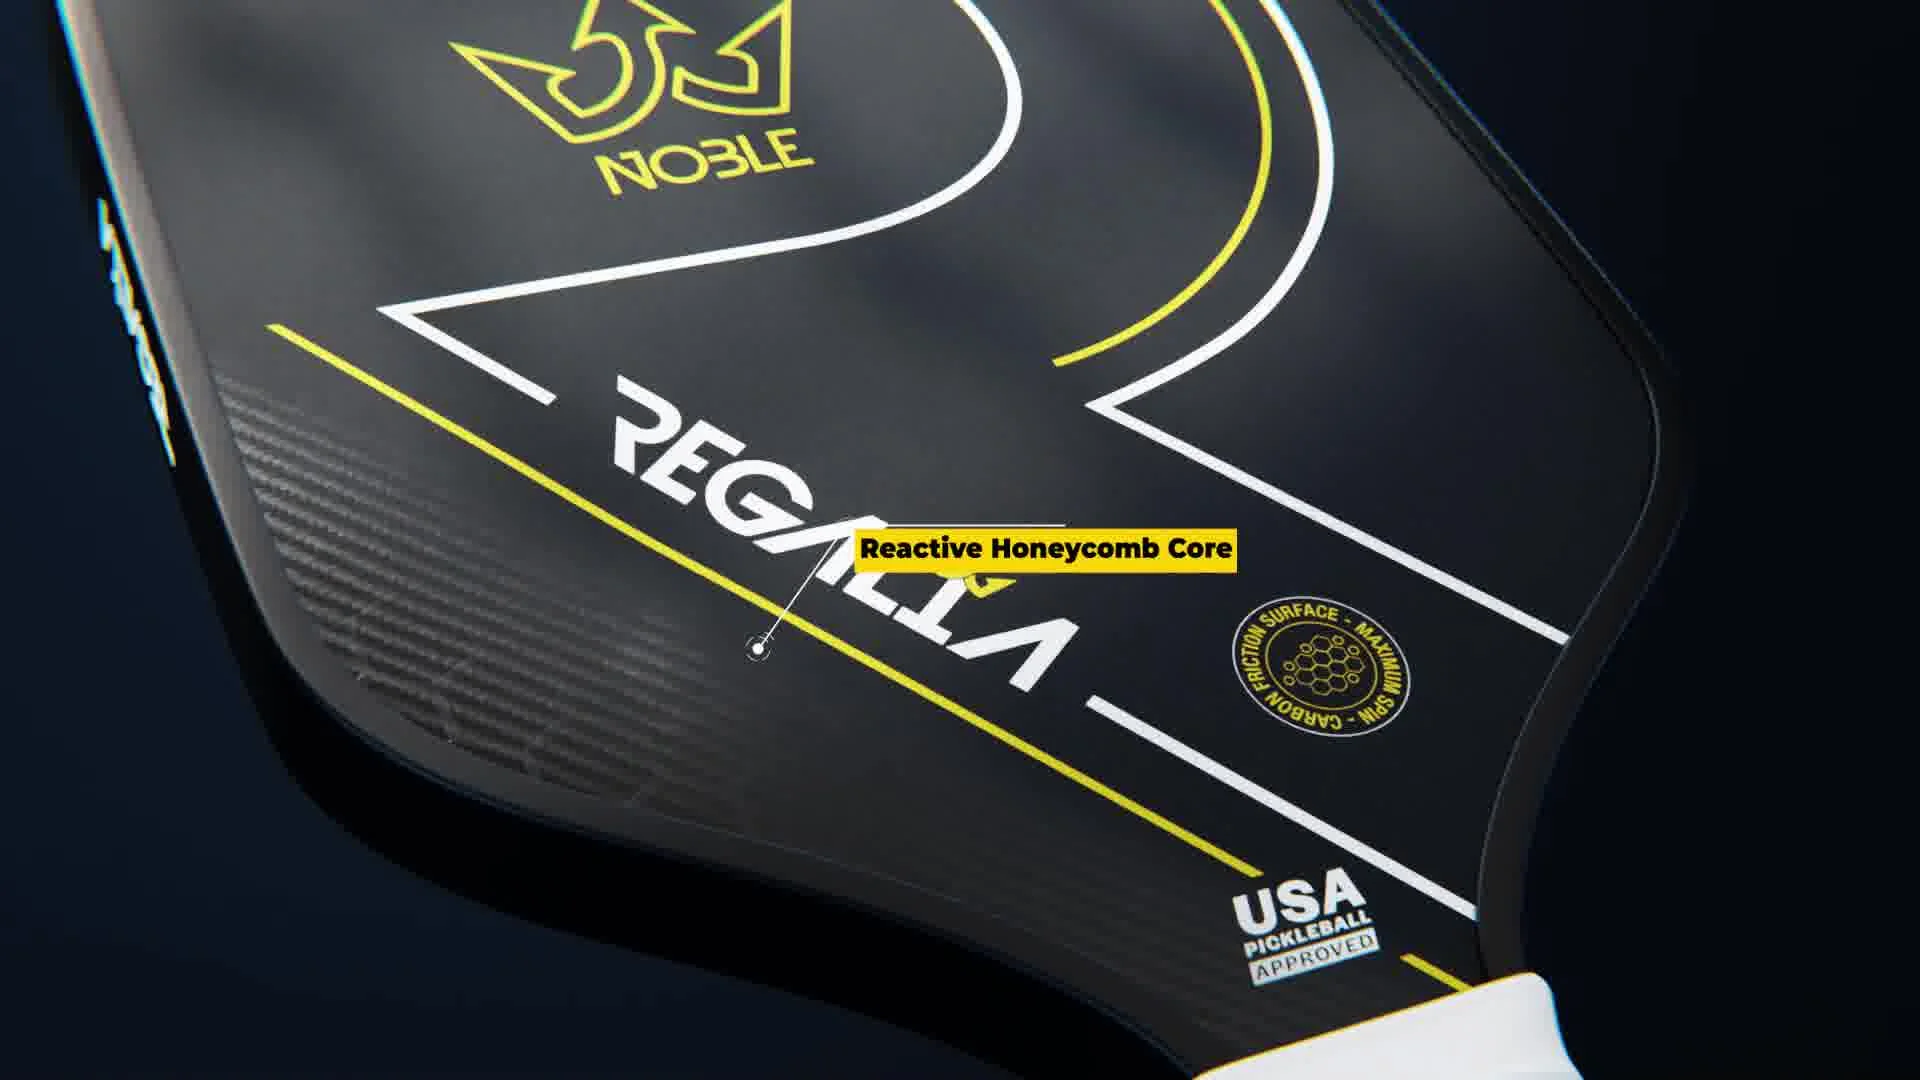 NOBLE
REGALIA
Reactive Honeycomb Core
CARBON FRICTION SURFACE - MAXIMUM SPIN -
USA
PICKLEBALL
APPROVED